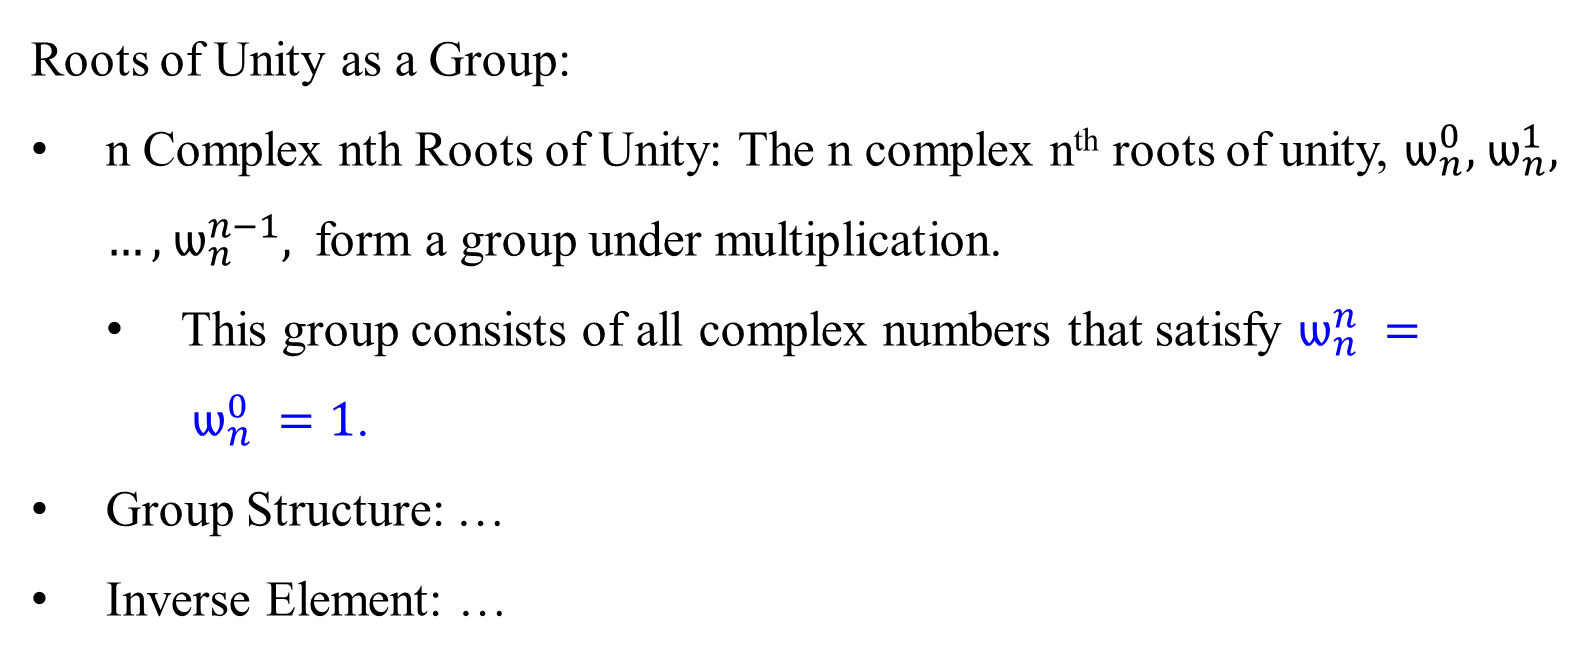 Roots of Unity as a Group:
• n Complex nth Roots of Unity: The n complex nᵗʰ roots of unity, ω_n^0, ω_n^1,
… , ω_n^{n−1}, form a group under multiplication.
• This group consists of all complex numbers that satisfy ω_n^n =
ω_n^0 = 1.
• Group Structure: …
• Inverse Element: …